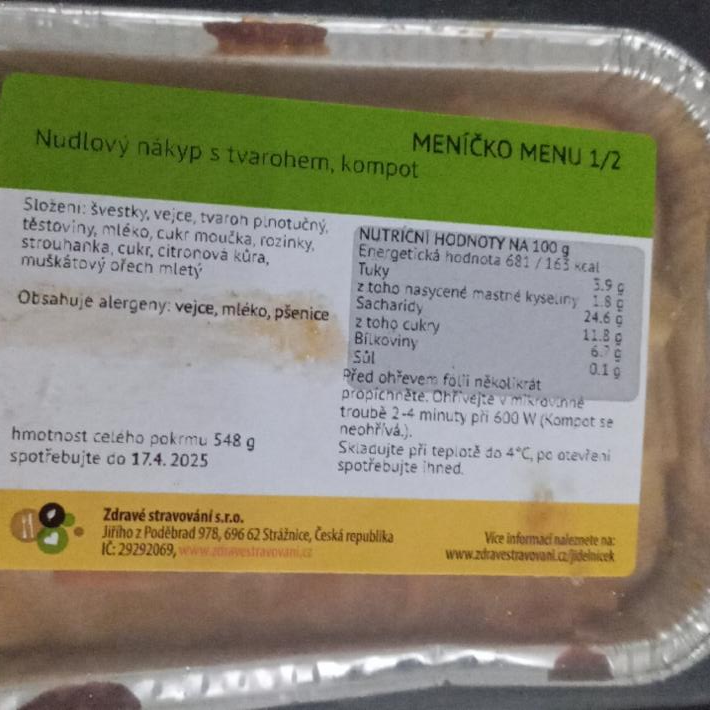 MENÍČKO MENU 1/2
Nudlový nákyp s tvarohem, kompot
Složení: švestky, vejce, tvaroh plnotučný,
těstoviny, mléko, cukr moučka, rozinky,
strouhanka, cukr, citronová kůra,
muškátový ořech mletý
Obsahuje alergeny: vejce, mléko, pšenice
hmotnost celého pokrmu 548 g
spotřebujte do 17.4. 2025
NUTRIČNÍ HODNOTY NA 100 g
Energetická hodnota 681 / 163 kcal
Tuky 3.9 g
z toho nasycené mastné kyseliny 1.8 g
Sacharidy 24.6 g
z toho cukry 11.8 g
Bílkoviny 6.7 g
Sůl 0.1 g
Před ohřevem fólii několikrát
propíchněte. Ohřívejte v mikrovlnné
troubě 2-4 minuty při 600 W (Kompot se
neohřívá.).
Skladujte při teplotě do 4°C, po otevření
spotřebujte ihned.
Zdravé stravování s.r.o.
Jiřího z Poděbrad 978, 696 62 Strážnice, Česká republika
IČ: 29292069, www.zdravestravovani.cz
Více informací naleznete na:
www.zdravestravovani.cz/jidelnicek